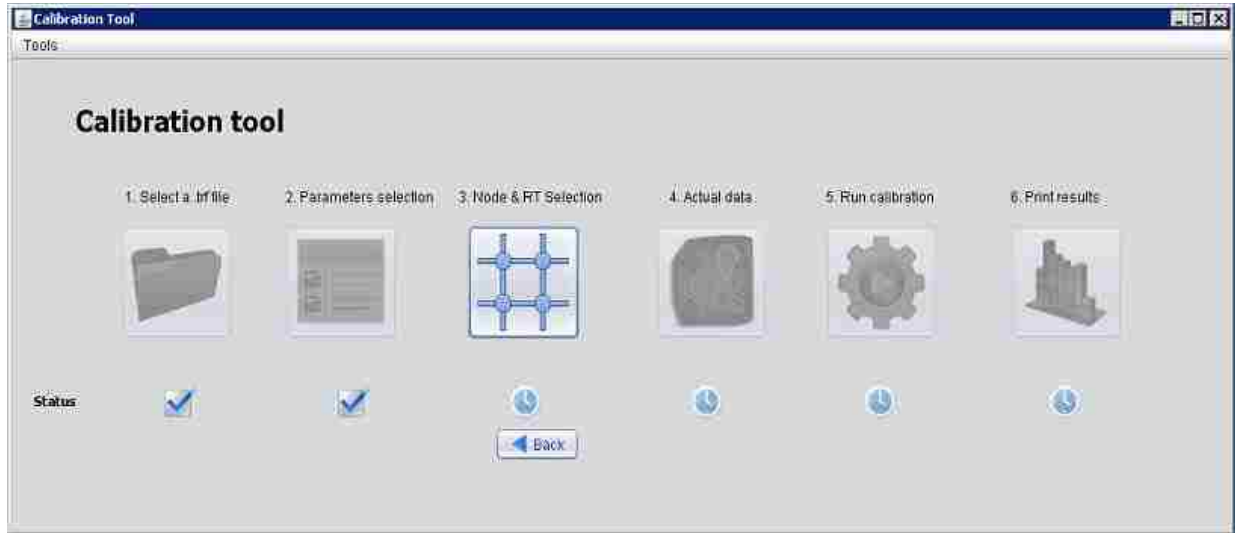 Calibration Tool
Tools
Calibration tool
1. Select a .trf file
2. Parameters selection
3. Node & RT Selection
4. Actual data
5. Run calibration
6. Print results
Status
Back